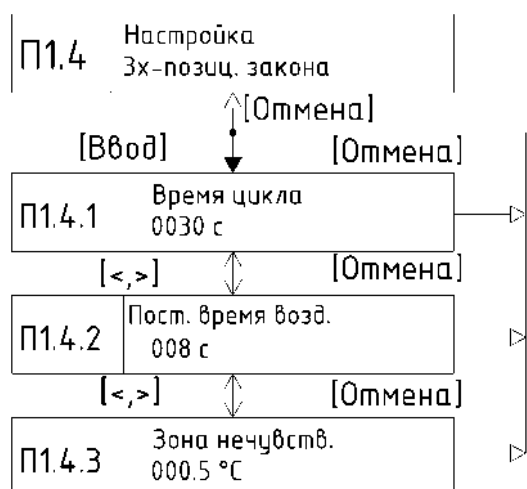 П1.4
Настройка
3х-позиц. закона
[Отмена]
[Ввод]
[Отмена]
П1.4.1
Время цикла
0030 с
[<,>]
[Отмена]
П1.4.2
Пост. время возд.
008 с
[<,>]
[Отмена]
П1.4.3
Зона нечувств.
000.5 °С